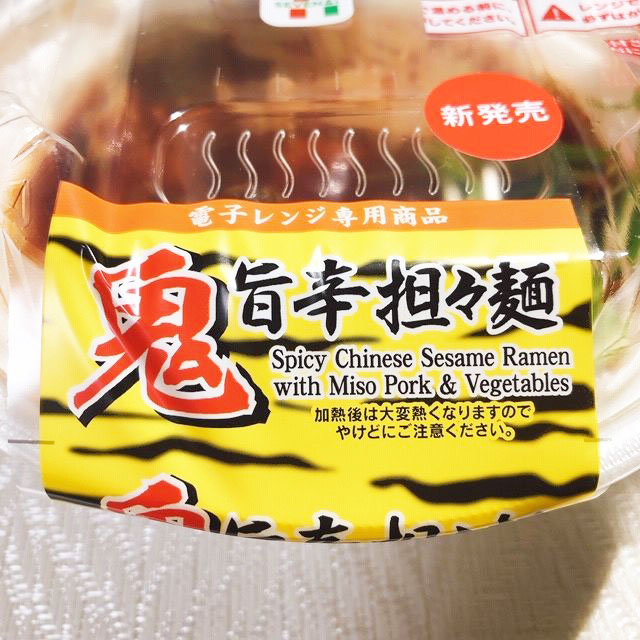 新発売
電子レンジ専用商品
鬼旨辛担々麺
Spicy Chinese Sesame Ramen
with Miso Pork & Vegetables
加熱後は大変熱くなりますので
やけどにご注意ください。